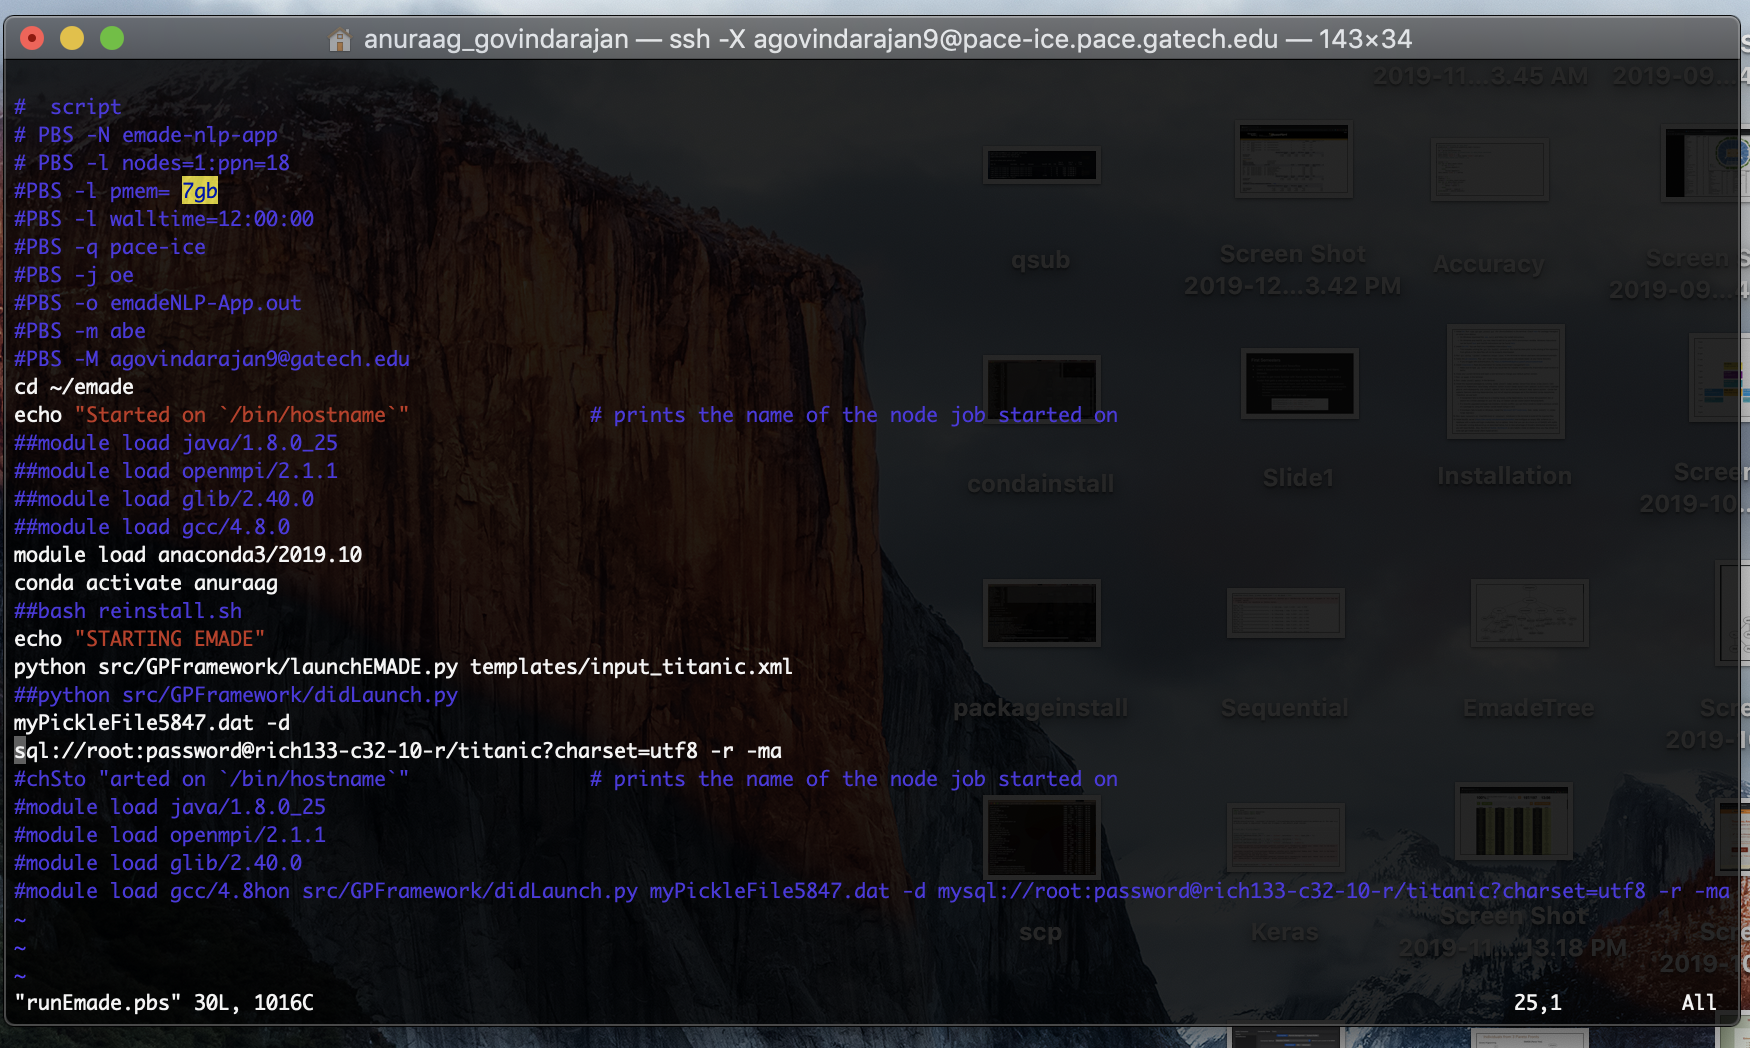 anuraag_govindarajan — ssh -X agovindarajan9@pace-ice.pace.gatech.edu — 143×34
#  script
# PBS -N emade-nlp-app
# PBS -l nodes=1:ppn=18
#PBS -l pmem= 7gb
#PBS -l walltime=12:00:00
#PBS -q pace-ice
#PBS -j oe
#PBS -o emadeNLP-App.out
#PBS -m abe
#PBS -M agovindarajan9@gatech.edu
cd ~/emade
echo "Started on `/bin/hostname`"               # prints the name of the node job started on
##module load java/1.8.0_25
##module load openmpi/2.1.1
##module load glib/2.40.0
##module load gcc/4.8.0
module load anaconda3/2019.10
conda activate anuraag
##bash reinstall.sh
echo "STARTING EMADE"
python src/GPFramework/launchEMADE.py templates/input_titanic.xml
##python src/GPFramework/didLaunch.py
myPickleFile5847.dat -d
sql://root:password@rich133-c32-10-r/titanic?charset=utf8 -r -ma
#chSto "arted on `/bin/hostname`"               # prints the name of the node job started on
#module load java/1.8.0_25
#module load openmpi/2.1.1
#module load glib/2.40.0
#module load gcc/4.8hon src/GPFramework/didLaunch.py myPickleFile5847.dat -d mysql://root:password@rich133-c32-10-r/titanic?charset=utf8 -r -ma
~
~
~
"runEmade.pbs" 30L, 1016C                                        25,1          All
2019-11...3.45 AM
2019-09...4
qsub
Screen Shot
2019-12...3.42 PM
Accuracy
Screen S
2019-09...4
condainstall
Slide1
Installation
Screen
2019-10...
packageinstall
Sequential
EmadeTree
Scre
2019-1
scp
Keras
Screen Shot
2019-11...13.18 PM
Scre
2019-1